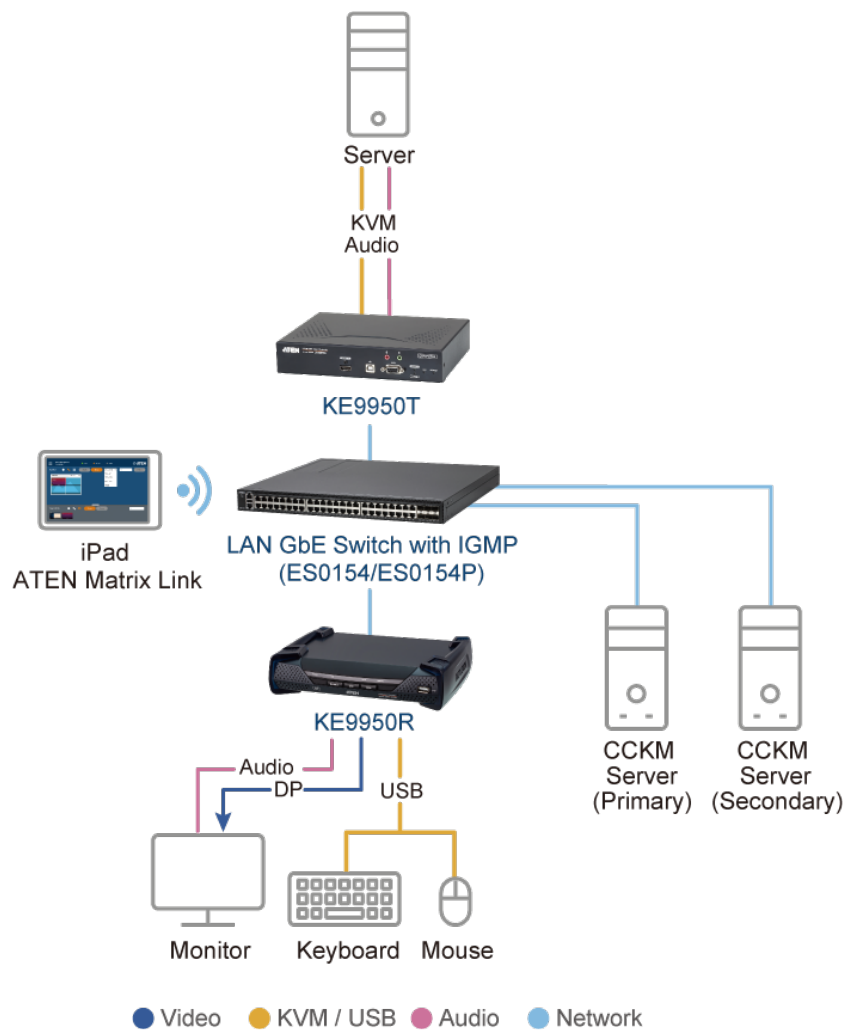 Server
KVM
Audio
ATEN
KE9950T
iPad
ATEN Matrix Link
LAN GbE Switch with IGMP
(ES0154/ES0154P)
KE9950R
CCKM
Server
(Primary)
CCKM
Server
(Secondary)
Audio
DP
USB
Monitor
Keyboard
Mouse
Video
KVM / USB
Audio
Network